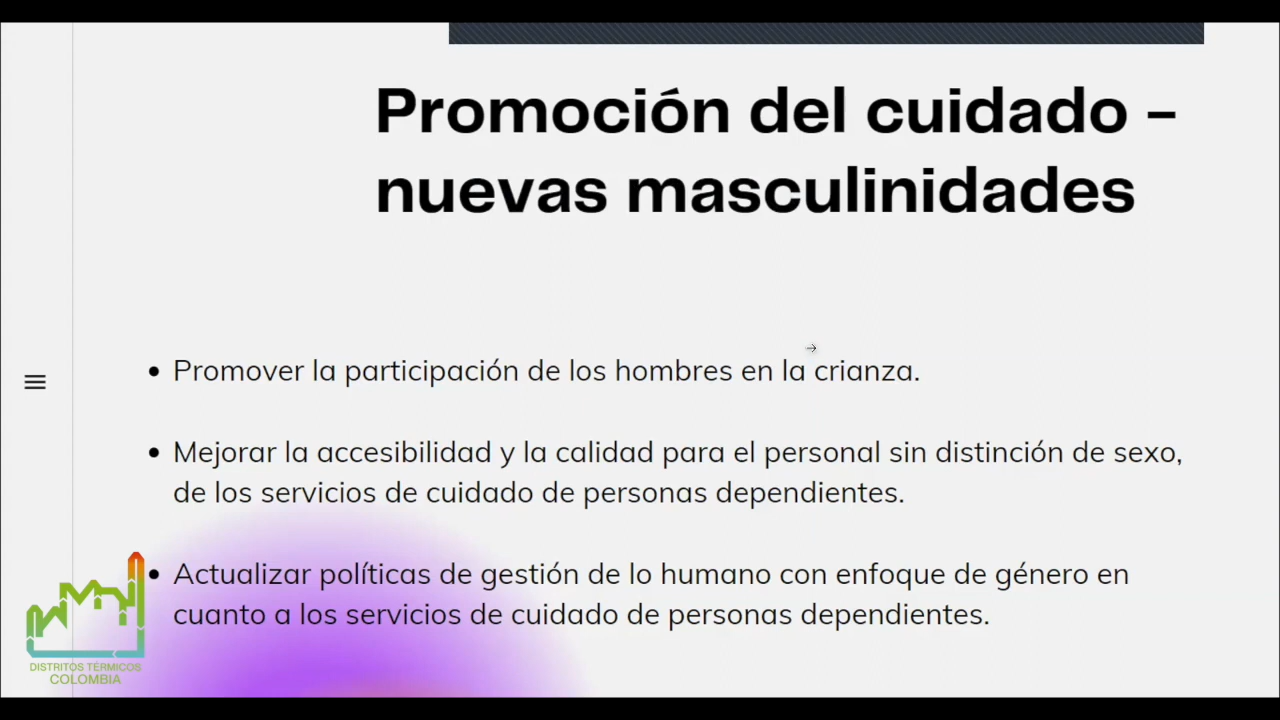 Promoción del cuidado –
nuevas masculinidades
• Promover la participación de los hombres en la crianza.
• Mejorar la accesibilidad y la calidad para el personal sin distinción de sexo,
de los servicios de cuidado de personas dependientes.
• Actualizar políticas de gestión de lo humano con enfoque de género en
cuanto a los servicios de cuidado de personas dependientes.
DISTRITOS TÉRMICOS
COLOMBIA